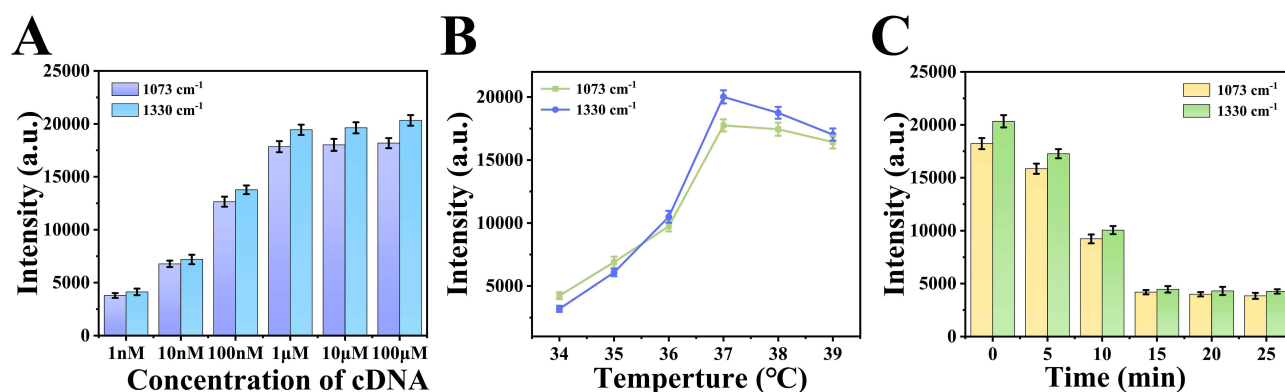 A
Intensity (a.u.)
25000
20000
15000
10000
5000
0
1073 cm⁻¹
1330 cm⁻¹
1nM 10nM 100nM 1μM 10μM 100μM
Concentration of cDNA
B
Intensity (a.u.)
20000
15000
10000
5000
1073 cm⁻¹
1330 cm⁻¹
34 35 36 37 38 39
Temperture (°C)
C
Intensity (a.u.)
25000
20000
15000
10000
5000
0
1073 cm⁻¹
1330 cm⁻¹
0 5 10 15 20 25
Time (min)